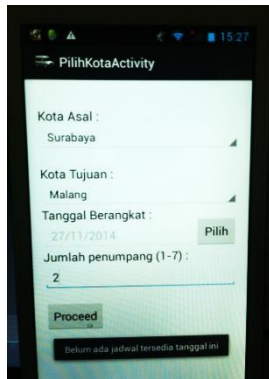 15:27
PilihKotaActivity
Kota Asal :
Surabaya
Kota Tujuan :
Malang
Tanggal Berangkat :
27/11/2014 Pilih
Jumlah penumpang (1-7) :
2
Proceed
Belum ada jadwal tersedia tanggal ini